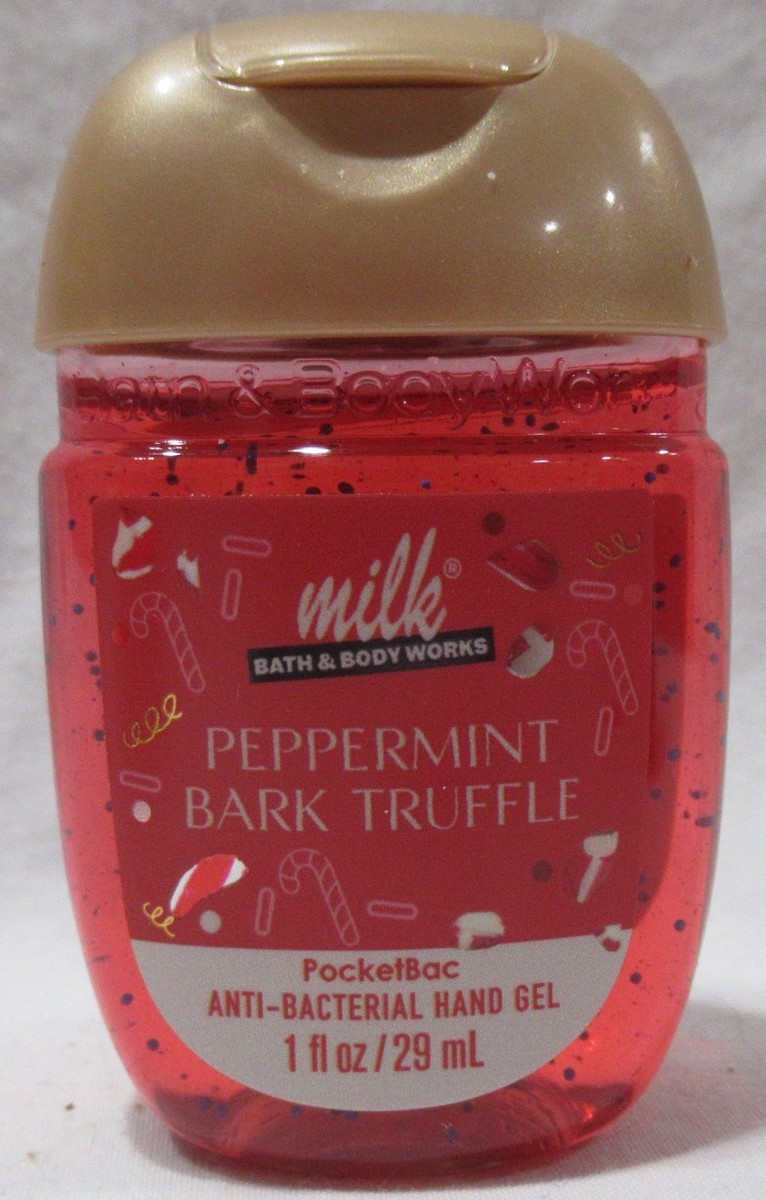 Bath & Body Works
milk®
BATH & BODY WORKS
PEPPERMINT
BARK TRUFFLE
PocketBac
ANTI-BACTERIAL HAND GEL
1 fl oz / 29 mL